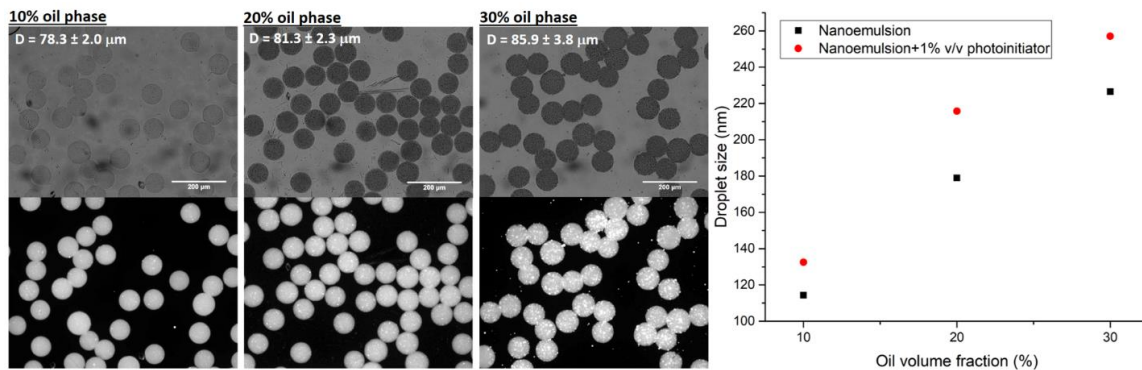 10% oil phase
D = 78.3 ± 2.0 μm
200 μm
20% oil phase
D = 81.3 ± 2.3 μm
200 μm
30% oil phase
D = 85.9 ± 3.8 μm
200 μm
Nanoemulsion
Nanoemulsion+1% v/v photoinitiator
Droplet size (nm)
260
240
220
200
180
160
140
120
100
10
20
30
Oil volume fraction (%)